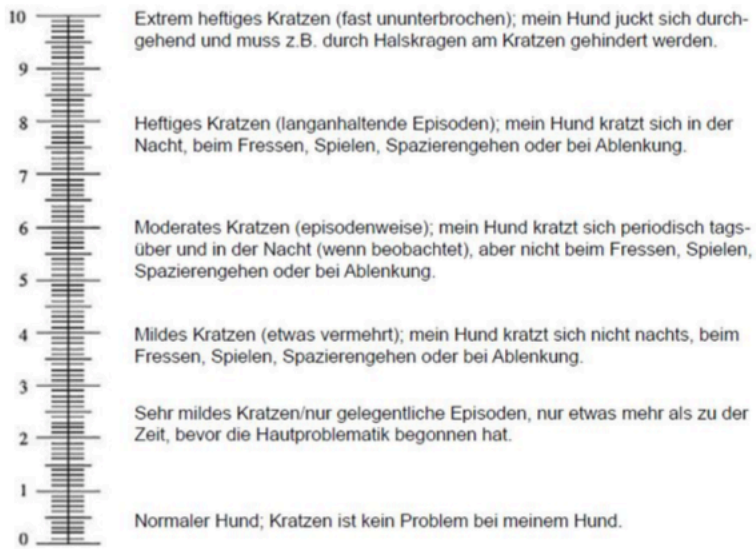 10
Extrem heftiges Kratzen (fast ununterbrochen); mein Hund juckt sich durch-
gehend und muss z.B. durch Halskragen am Kratzen gehindert werden.
9
8
Heftiges Kratzen (langanhaltende Episoden); mein Hund kratzt sich in der
Nacht, beim Fressen, Spielen, Spazierengehen oder bei Ablenkung.
7
6
Moderates Kratzen (episodenweise); mein Hund kratzt sich periodisch tags-
über und in der Nacht (wenn beobachtet), aber nicht beim Fressen, Spielen,
Spazierengehen oder bei Ablenkung.
5
4
Mildes Kratzen (etwas vermehrt); mein Hund kratzt sich nicht nachts, beim
Fressen, Spielen, Spazierengehen oder bei Ablenkung.
3
Sehr mildes Kratzen/nur gelegentliche Episoden, nur etwas mehr als zu der
Zeit, bevor die Hautproblematik begonnen hat.
2
1
Normaler Hund; Kratzen ist kein Problem bei meinem Hund.
0